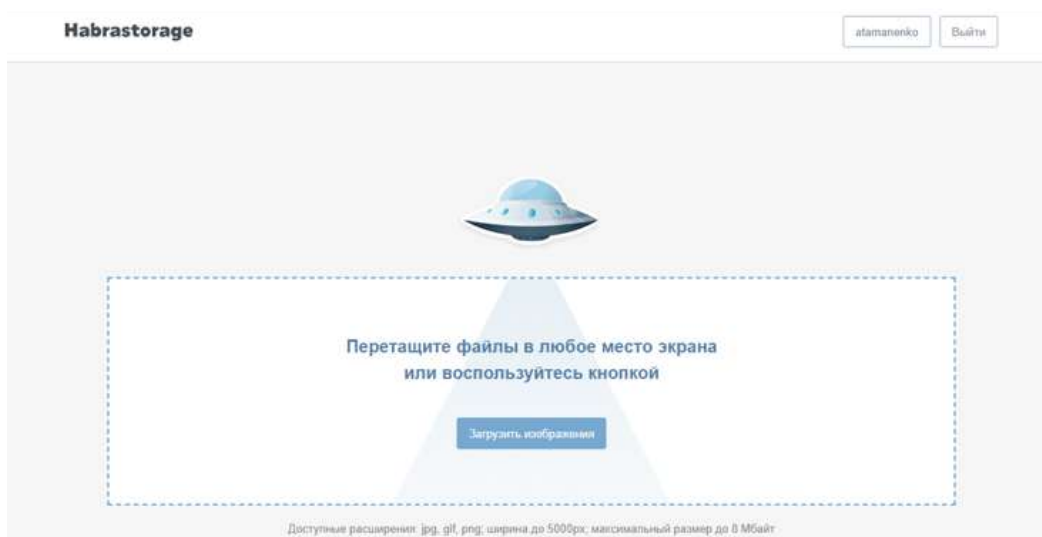 Habrastorage
atamanenko
Выйти
Перетащите файлы в любое место экрана
или воспользуйтесь кнопкой
Загрузить изображения
Доступные расширения: jpg, gif, png; ширина до 5000px; максимальный размер до 8 Мбайт